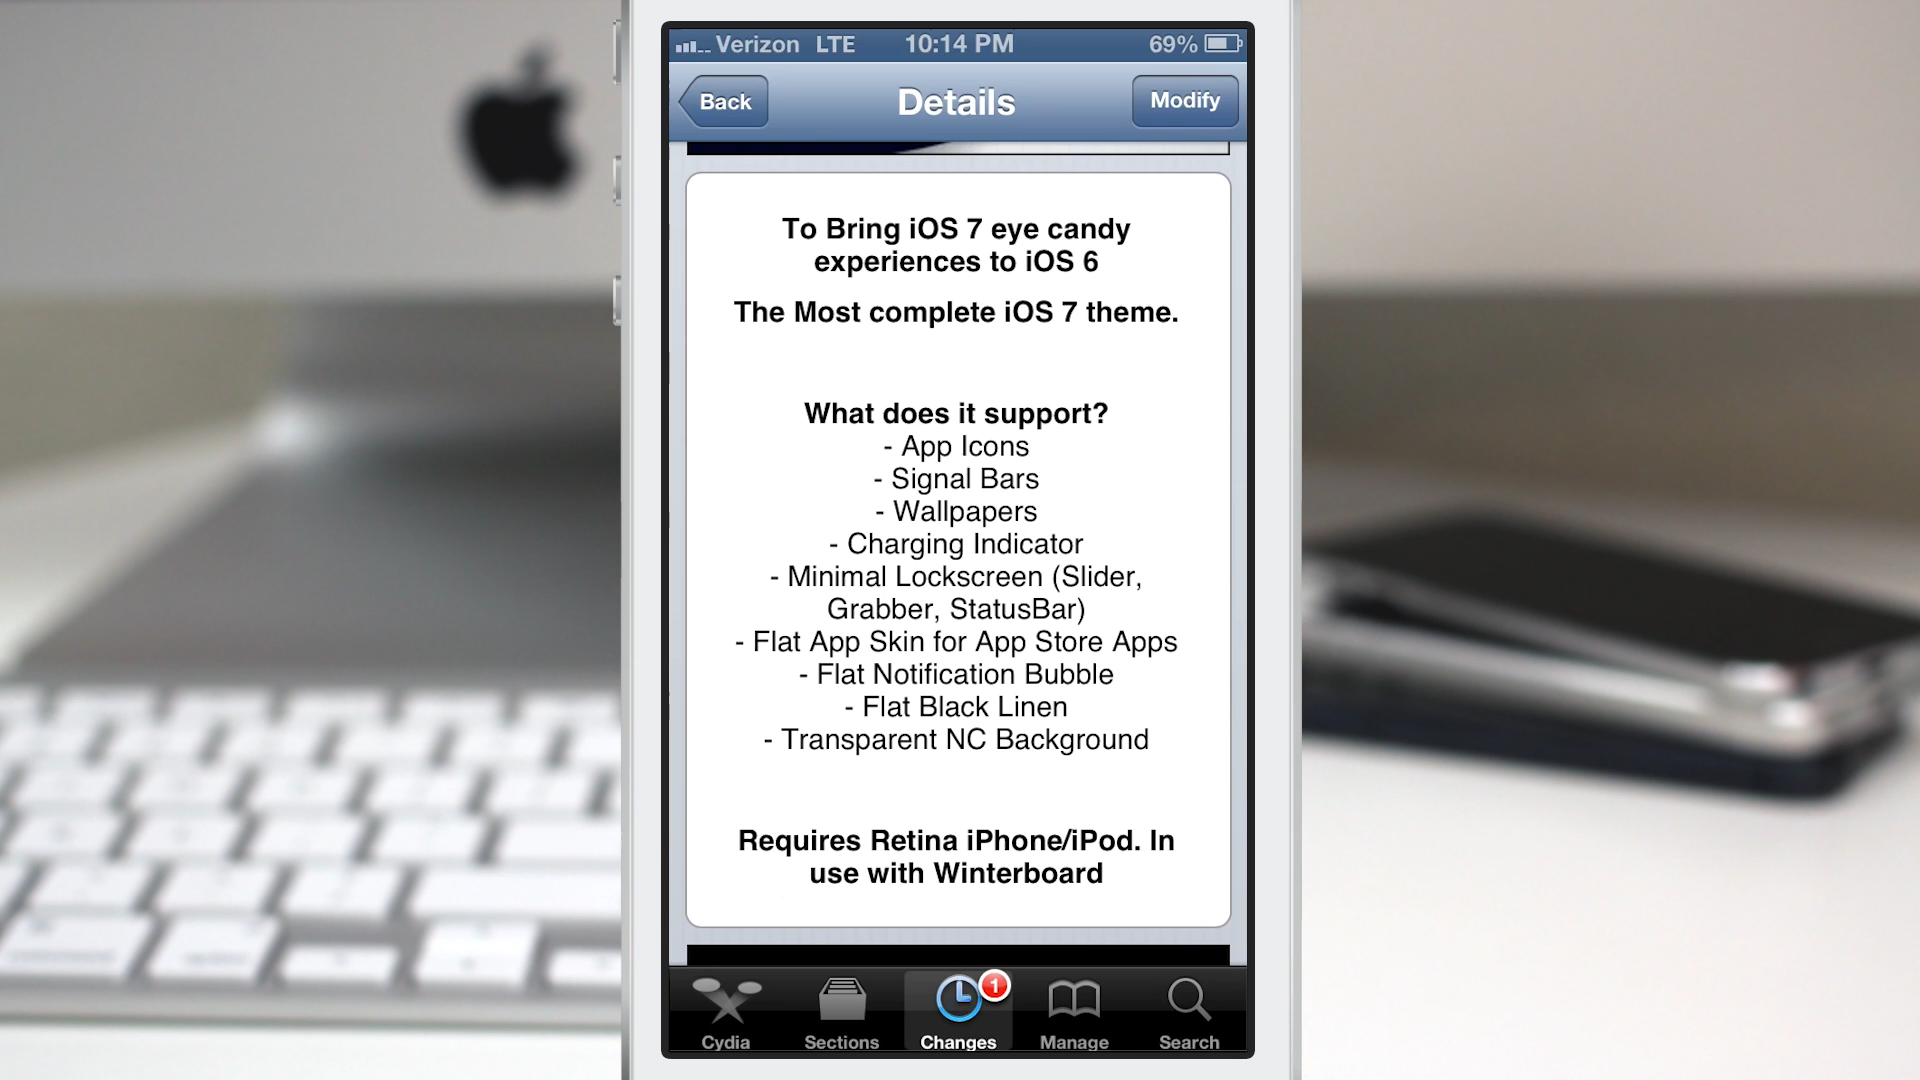 Verizon LTE 10:14 PM 69%
Back Details Modify
To Bring iOS 7 eye candy
experiences to iOS 6
The Most complete iOS 7 theme.
What does it support?
- App Icons
- Signal Bars
- Wallpapers
- Charging Indicator
- Minimal Lockscreen (Slider,
Grabber, StatusBar)
- Flat App Skin for App Store Apps
- Flat Notification Bubble
- Flat Black Linen
- Transparent NC Background
Requires Retina iPhone/iPod. In
use with Winterboard
1
Cydia Sections Changes Manage Search